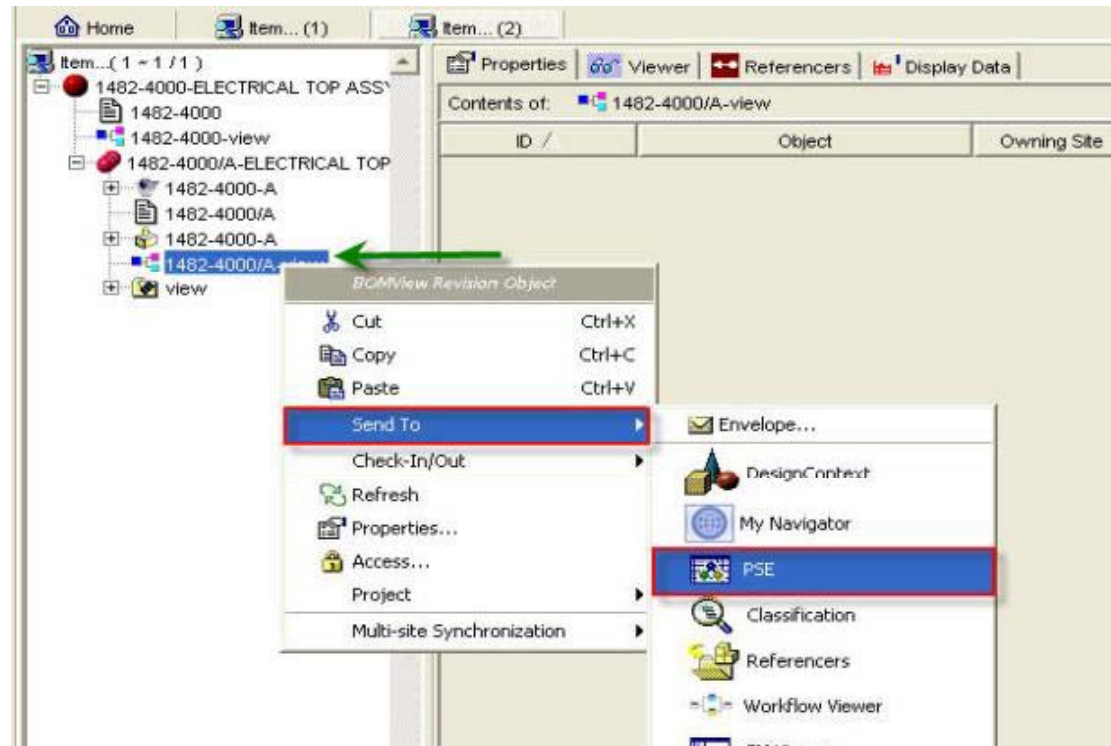 Home
Item... (1)
Item... (2)
Item...( 1 ~ 1 / 1 )
1482-4000-ELECTRICAL TOP ASSY
1482-4000
1482-4000-view
1482-4000/A-ELECTRICAL TOP
1482-4000-A
1482-4000/A
1482-4000-A
1482-4000/A-view
view
Properties
Viewer
Referencers
Display Data
Contents of: 1482-4000/A-view
ID /
Object
Owning Site
BOMView Revision Object
Cut Ctrl+X
Copy Ctrl+C
Paste Ctrl+V
Send To
Check-In/Out
Refresh
Properties...
Access...
Project
Multi-site Synchronization
Envelope...
DesignContext
My Navigator
PSE
Classification
Referencers
Workflow Viewer